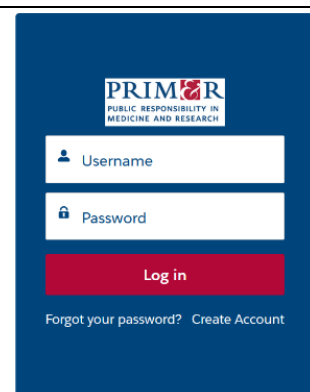 PRIM&R
PUBLIC RESPONSIBILITY IN
MEDICINE AND RESEARCH
Username
Password
Log in
Forgot your password? Create Account